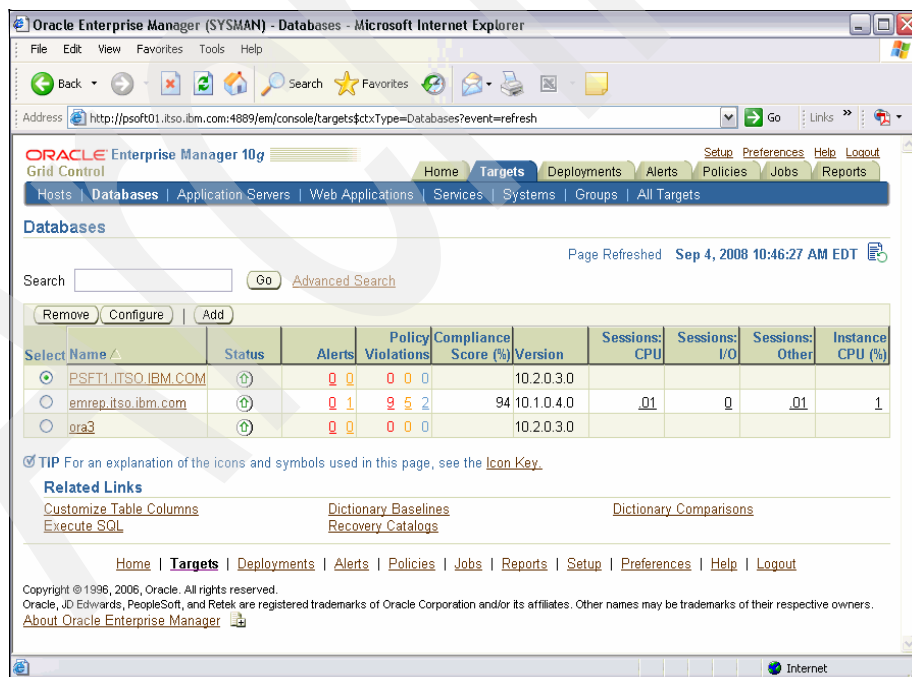 Oracle Enterprise Manager (SYSMAN) - Databases - Microsoft Internet Explorer
File Edit View Favorites Tools Help
Back Search Favorites
Address http://psoft01.itso.ibm.com:4889/em/console/targets$ctxType=Databases?event=refresh Go Links »
ORACLE Enterprise Manager 10g
Grid Control
Setup Preferences Help Logout
Home Targets Deployments Alerts Policies Jobs Reports
Hosts | Databases | Application Servers | Web Applications | Services | Systems | Groups | All Targets
Databases
Page Refreshed Sep 4, 2008 10:46:27 AM EDT
Search Go Advanced Search
Remove Configure | Add
Select Name Status Alerts Policy Violations Compliance Score (%) Version Sessions: CPU Sessions: I/O Sessions: Other Instance CPU (%)
PSFT1.ITSO.IBM.COM 0 0 0 0 0 10.2.0.3.0
emrep.itso.ibm.com 0 1 9 5 2 94 10.1.0.4.0 .01 0 .01 1
ora3 0 0 0 0 0 10.2.0.3.0
TIP For an explanation of the icons and symbols used in this page, see the Icon Key.
Related Links
Customize Table Columns Dictionary Baselines Dictionary Comparisons
Execute SQL Recovery Catalogs
Home | Targets | Deployments | Alerts | Policies | Jobs | Reports | Setup | Preferences | Help | Logout
Copyright © 1996, 2006, Oracle. All rights reserved.
Oracle, JD Edwards, PeopleSoft, and Retek are registered trademarks of Oracle Corporation and/or its affiliates. Other names may be trademarks of their respective owners.
About Oracle Enterprise Manager
Internet